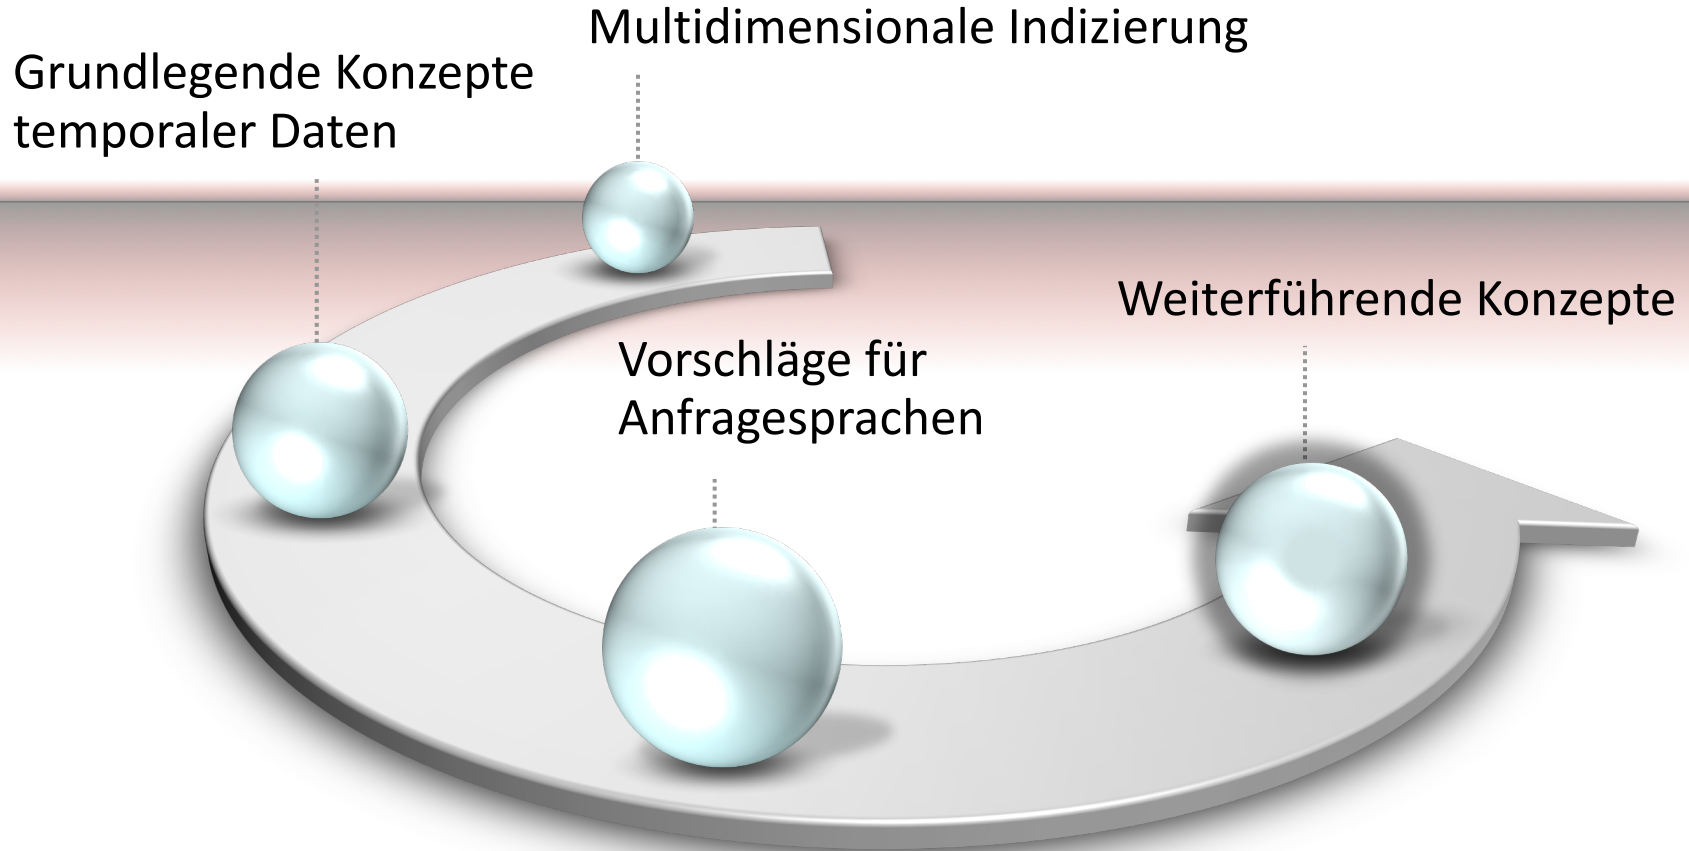 Multidimensionale Indizierung
Grundlegende Konzepte
temporaler Daten
Vorschläge für
Anfragesprachen
Weiterführende Konzepte